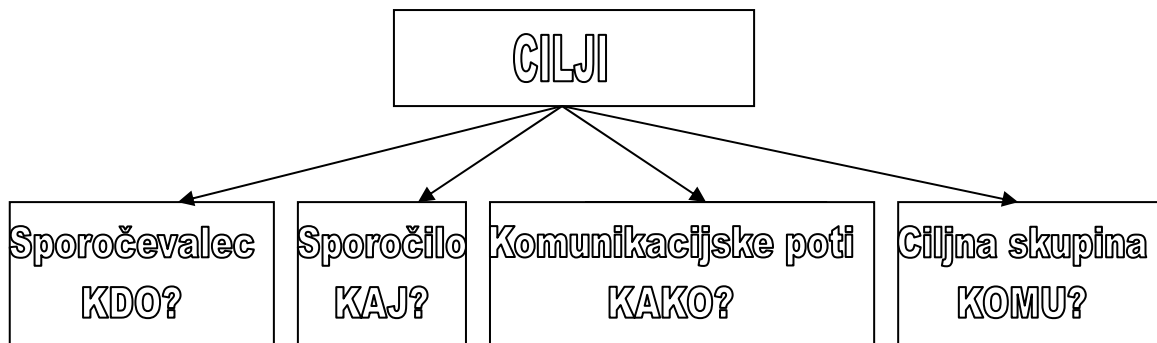 CILJI
Sporočevalec
KDO?
Sporočilo
KAJ?
Komunikacijske poti
KAKO?
Ciljna skupina
KOMU?